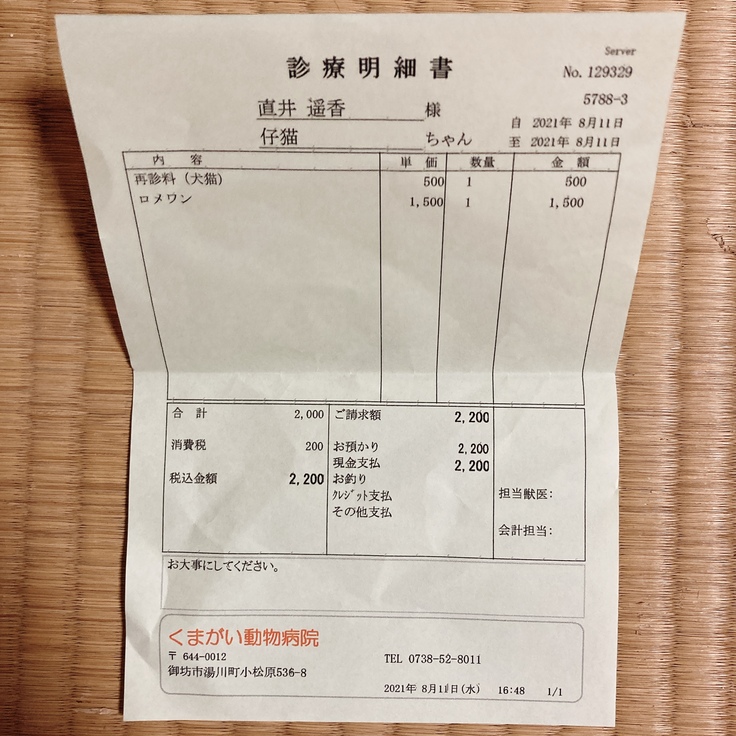 Server
診療明細書
No. 129329
5788-3
直井 遥香 様
自 2021年 8月11日
仔猫 ちゃん
至 2021年 8月11日
内容 単価 数量 金額
再診料（犬猫） 500 1 500
ロメワン 1,500 1 1,500
合計 2,000 ご請求額 2,200
消費税 200 お預かり 2,200
現金支払 2,200
税込金額 2,200 お釣り
ｸﾚｼﾞｯﾄ支払 担当獣医:
その他支払
会計担当:
お大事にしてください。
くまがい動物病院
〒 644-0012 TEL 0738-52-8011
御坊市湯川町小松原536-8
2021年 8月11日(水) 16:48 1/1